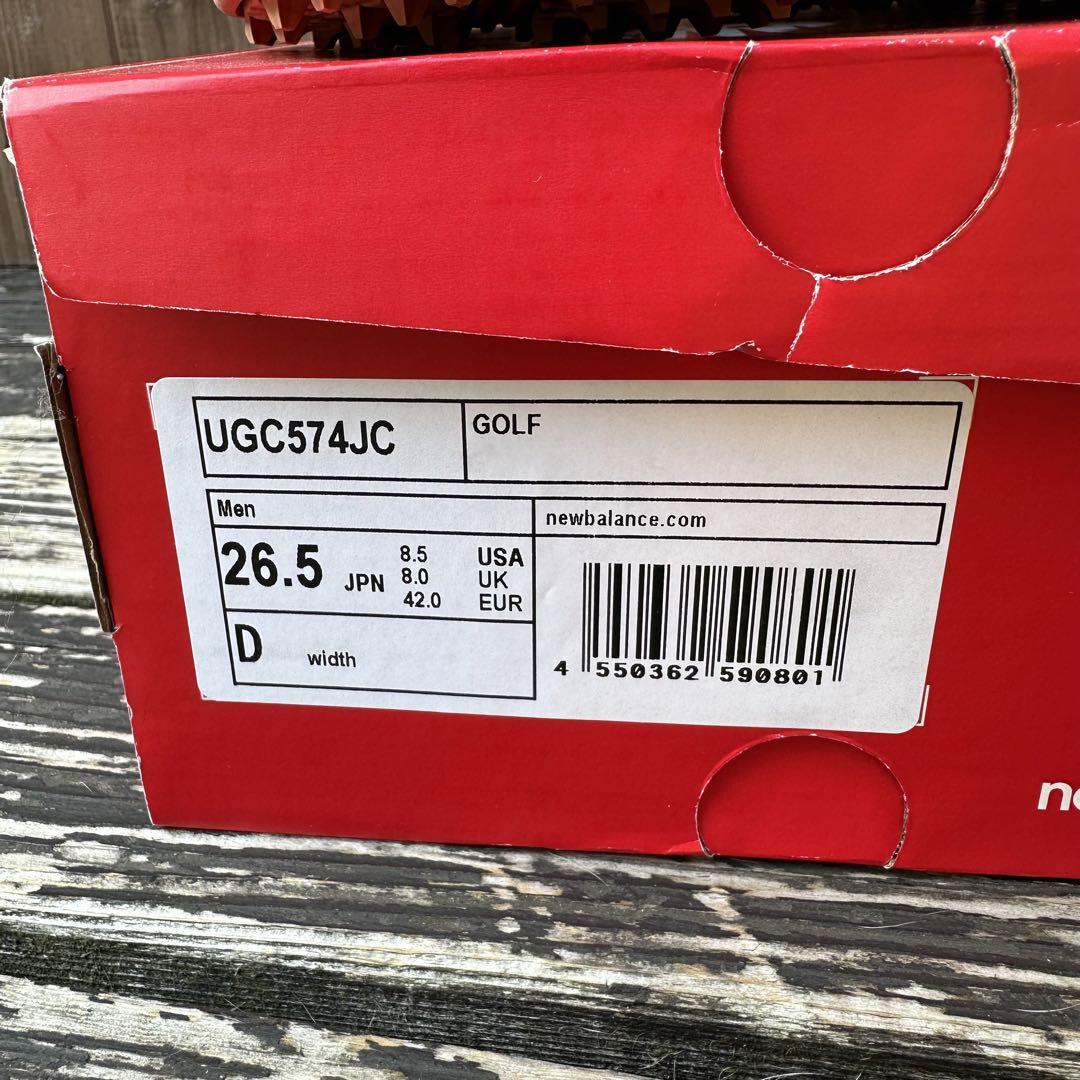 UGC574JC
GOLF
Men
newbalance.com
26.5 JPN
8.5 USA
8.0 UK
42.0 EUR
D width
4 550362 590801